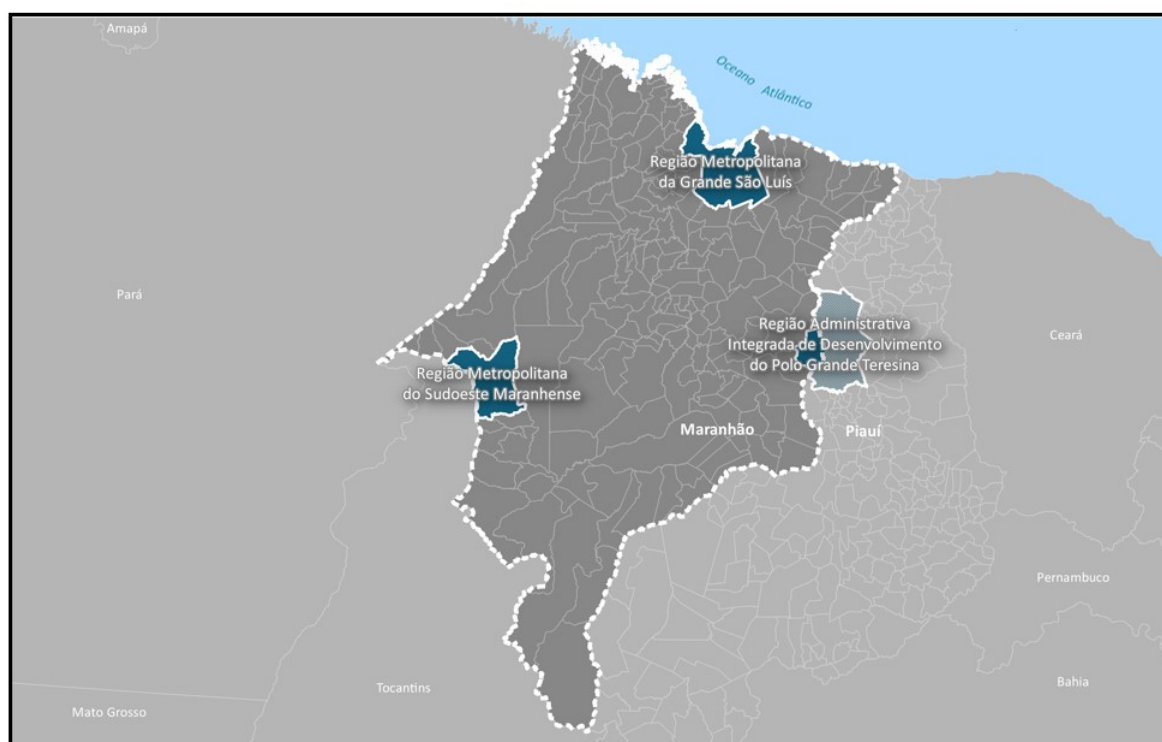 Amapá
Oceano Atlântico
Região Metropolitana
da Grande São Luís
Pará
Região Administrativa
Integrada de Desenvolvimento
do Polo Grande Teresina
Ceará
Região Metropolitana
do Sudoeste Maranhense
Maranhão
Piauí
Pernambuco
Tocantins
Bahia
Mato Grosso